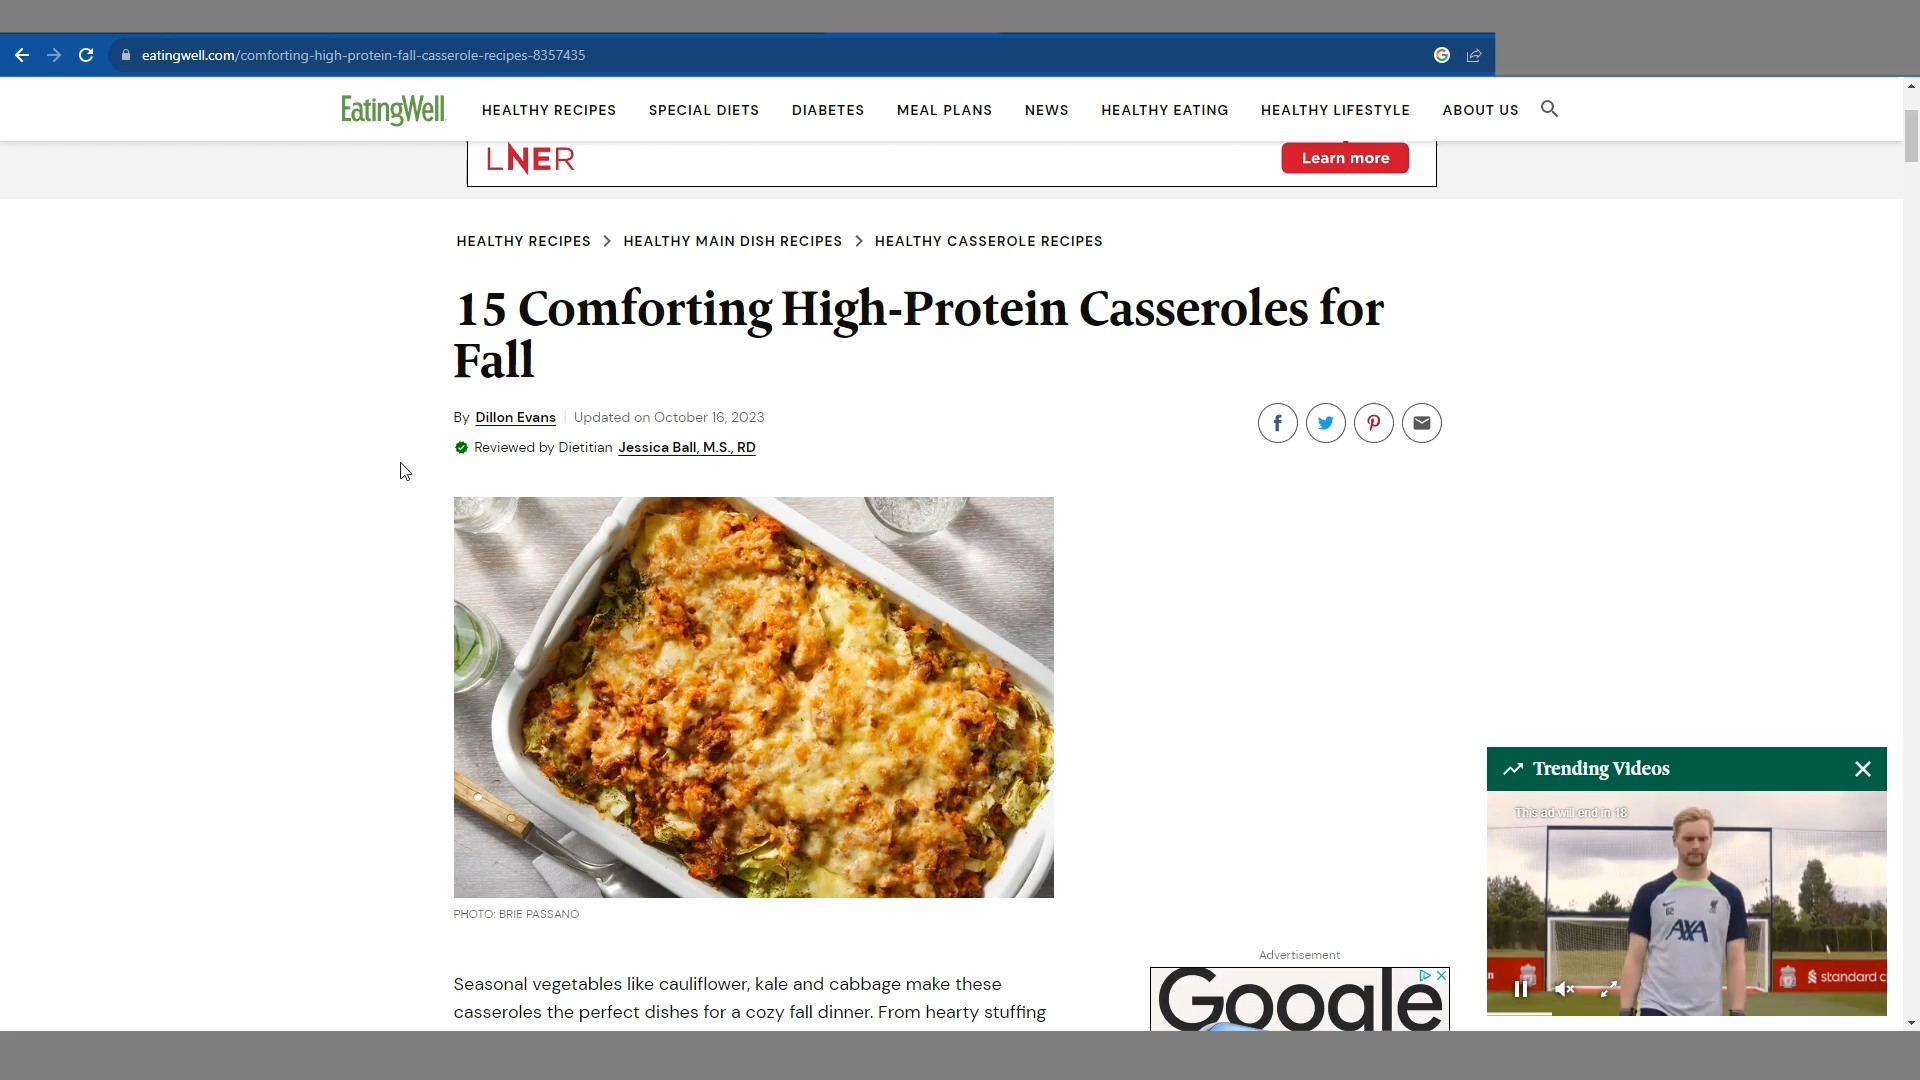 eatingwell.com/comforting-high-protein-fall-casserole-recipes-8357435
EatingWell
HEALTHY RECIPES
SPECIAL DIETS
DIABETES
MEAL PLANS
NEWS
HEALTHY EATING
HEALTHY LIFESTYLE
ABOUT US
LNER
Learn more
HEALTHY RECIPES > HEALTHY MAIN DISH RECIPES > HEALTHY CASSEROLE RECIPES
15 Comforting High-Protein Casseroles for
Fall
By Dillon Evans Updated on October 16, 2023
Reviewed by Dietitian Jessica Ball, M.S., RD
PHOTO: BRIE PASSANO
Seasonal vegetables like cauliflower, kale and cabbage make these
casseroles the perfect dishes for a cozy fall dinner. From hearty stuffing
Advertisement
Google
Trending Videos
This ad will end in 18
62
AXA
standard c